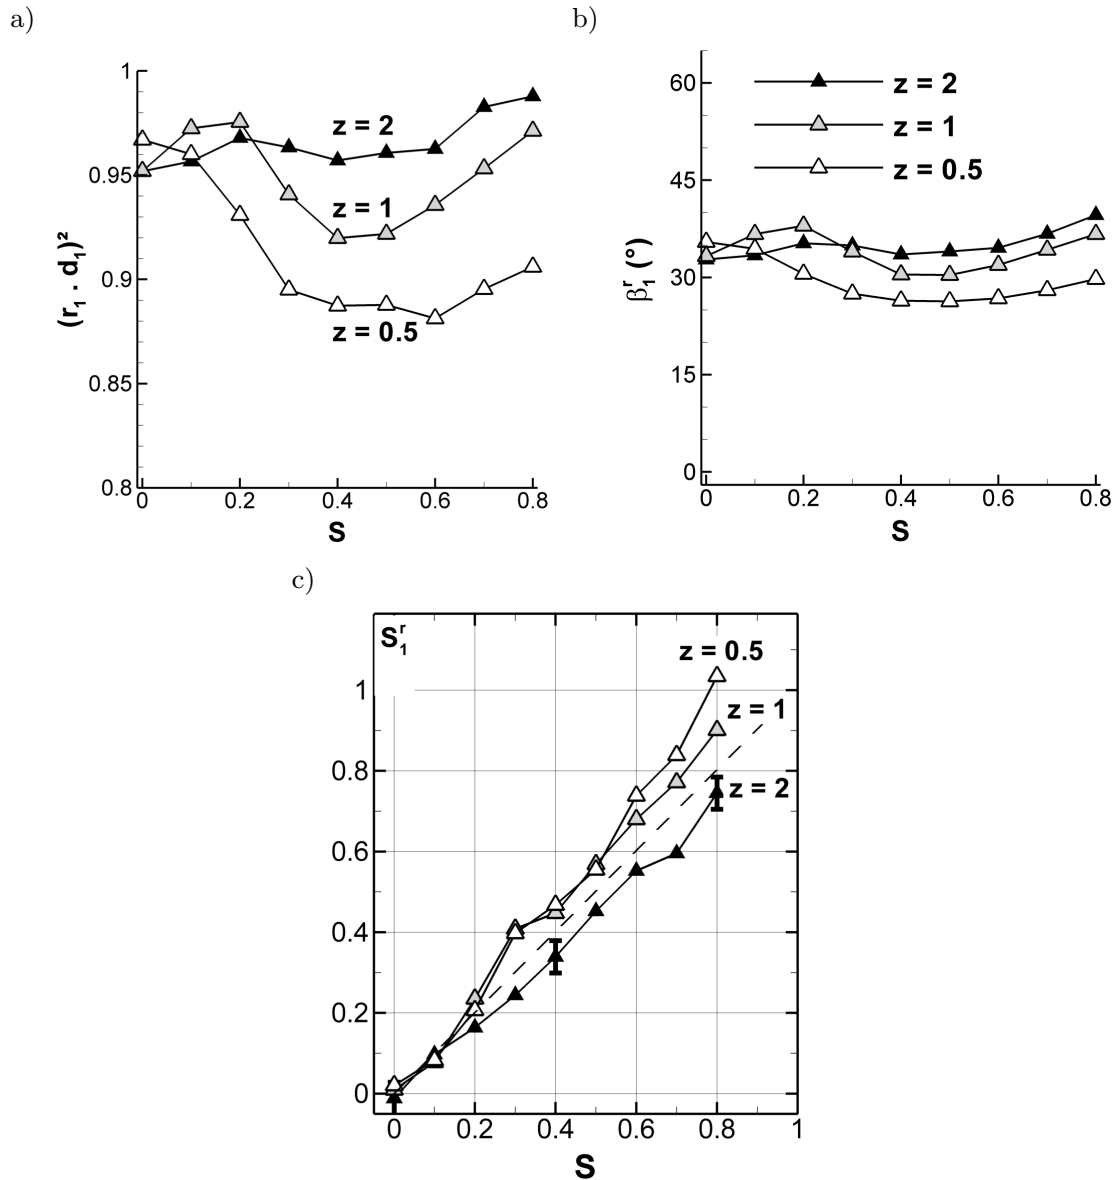 a)
1
0.95
0.9
0.85
0.8
(r₁ . d₁)²
z = 2
z = 1
z = 0.5
0 0.2 0.4 0.6 0.8
S
b)
60
45
30
15
0
β₁ʳ (°)
z = 2
z = 1
z = 0.5
0 0.2 0.4 0.6 0.8
S
c)
S₁ʳ
z = 0.5
z = 1
z = 2
1
0.8
0.6
0.4
0.2
0
0 0.2 0.4 0.6 0.8 1
S